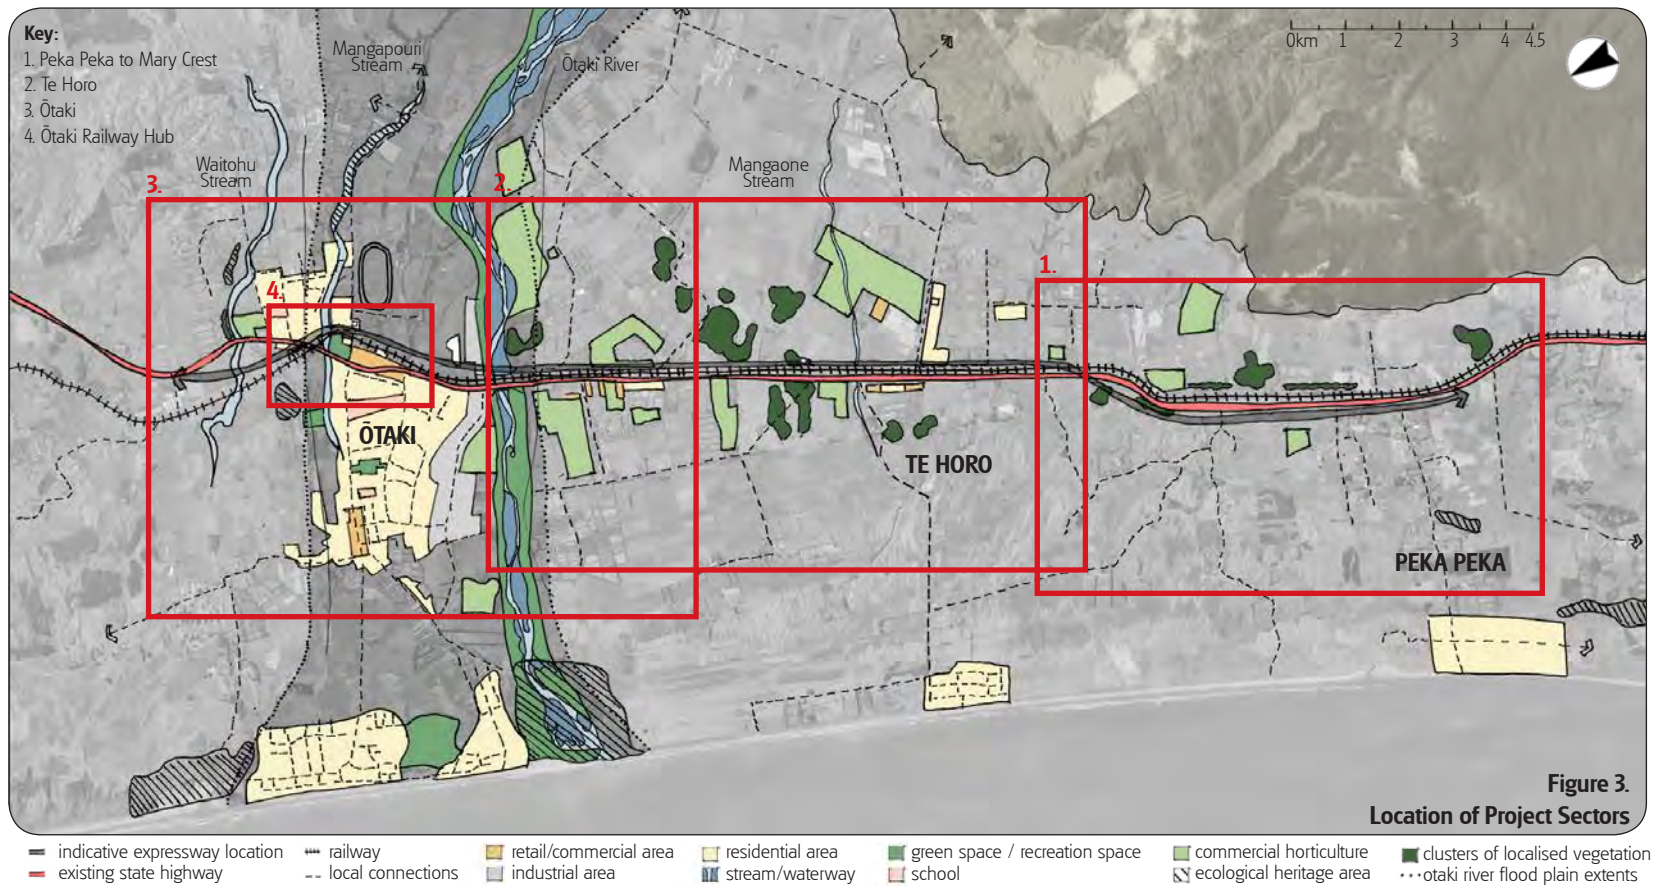 Key:
1. Peka Peka to Mary Crest
2. Te Horo
3. Ōtaki
4. Ōtaki Railway Hub
Mangapouri
Stream
Ōtaki River
0km 1 2 3 4 4.5
Waitohu
Stream
Mangaone
Stream
3.
2.
1.
4.
ŌTAKI
TE HORO
PEKA PEKA
Figure 3.
Location of Project Sectors
indicative expressway location railway retail/commercial area residential area green space / recreation space commercial horticulture clusters of localised vegetation
existing state highway local connections industrial area stream/waterway school ecological heritage area otaki river flood plain extents